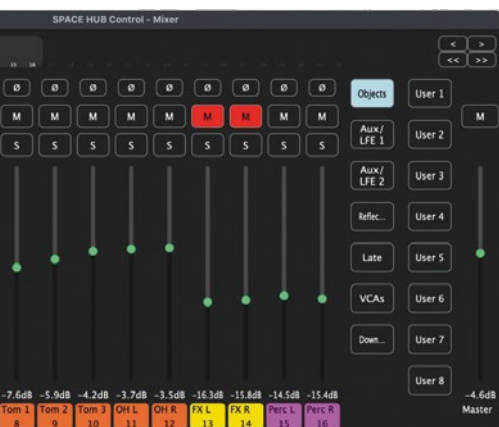 SPACE HUB Control - Mixer
< >
15 16 << >>
Ø Ø Ø Ø Ø Ø Ø Ø Ø Objects User 1
M M M M M M M M M M
S S S S S S S S S Aux/ LFE 1 User 2
Aux/ LFE 2 User 3
Reflec... User 4
Late User 5
VCAs User 6
Down... User 7
User 8
-7.6dB -5.9dB -4.2dB -3.7dB -3.5dB -16.3dB -15.8dB -14.5dB -15.4dB -4.6dB
Tom 1 Tom 2 Tom 3 OH L OH R FX L FX R Perc L Perc R Master
8 9 10 11 12 13 14 15 16